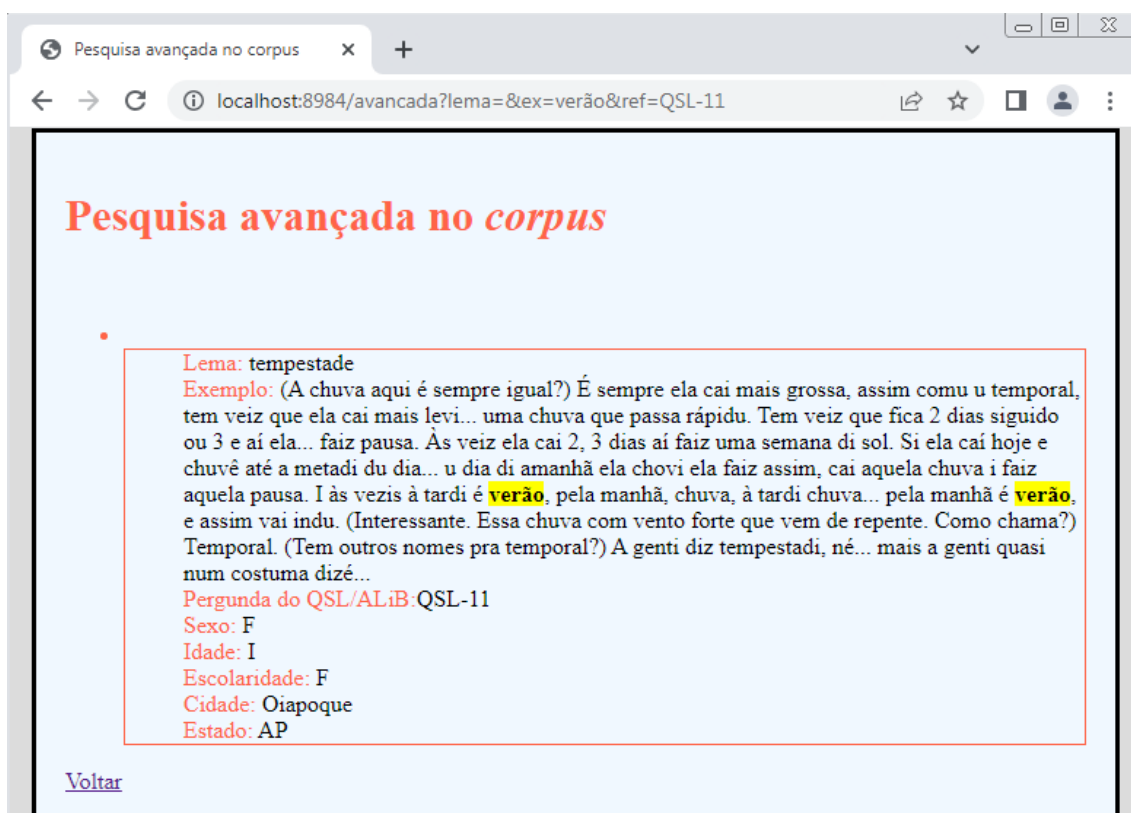 Pesquisa avançada no corpus
localhost:8984/avancada?lema=&ex=verão&ref=QSL-11
Pesquisa avançada no corpus
Lema: tempestade
Exemplo: (A chuva aqui é sempre igual?) É sempre ela cai mais grossa, assim comu u temporal,
tem veiz que ela cai mais levi... uma chuva que passa rápidu. Tem veiz que fica 2 dias siguido
ou 3 e aí ela... faiz pausa. Às veiz ela cai 2, 3 dias aí faiz uma semana di sol. Si ela caí hoje e
chuvê até a metadi du dia... u dia di amanhã ela chovi ela faiz assim, cai aquela chuva i faiz
aquela pausa. I às vezis à tardi é verão, pela manhã, chuva, à tardi chuva... pela manhã é verão,
e assim vai indu. (Interessante. Essa chuva com vento forte que vem de repente. Como chama?)
Temporal. (Tem outros nomes pra temporal?) A genti diz tempestadi, né... mais a genti quasi
num costuma dizé...
Pergunda do QSL/ALiB:QSL-11
Sexo: F
Idade: I
Escolaridade: F
Cidade: Oiapoque
Estado: AP
Voltar